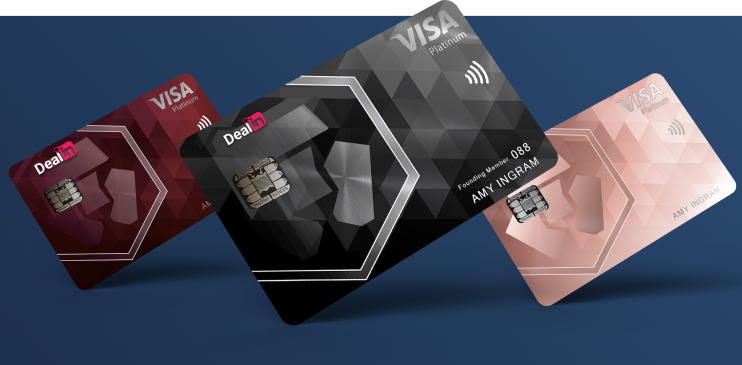 VISA
Platinum
Dealin
VISA
Platinum
Dealin
Founding Member 088
AMY INGRAM
VISA
Platinum
AMY INGRAM